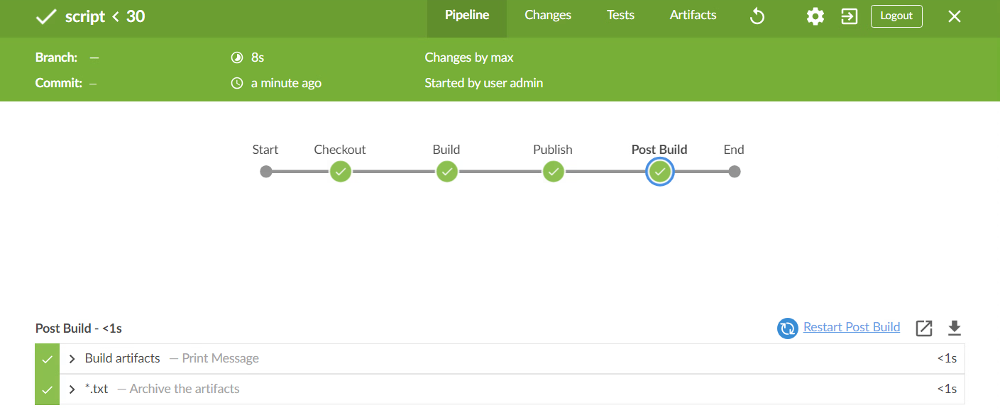 script < 30 Pipeline Changes Tests Artifacts Logout
Branch: — 8s Changes by max
Commit: – a minute ago Started by user admin
Start Checkout Build Publish Post Build End
Post Build - <1s Restart Post Build
Build artifacts — Print Message <1s
*.txt — Archive the artifacts <1s